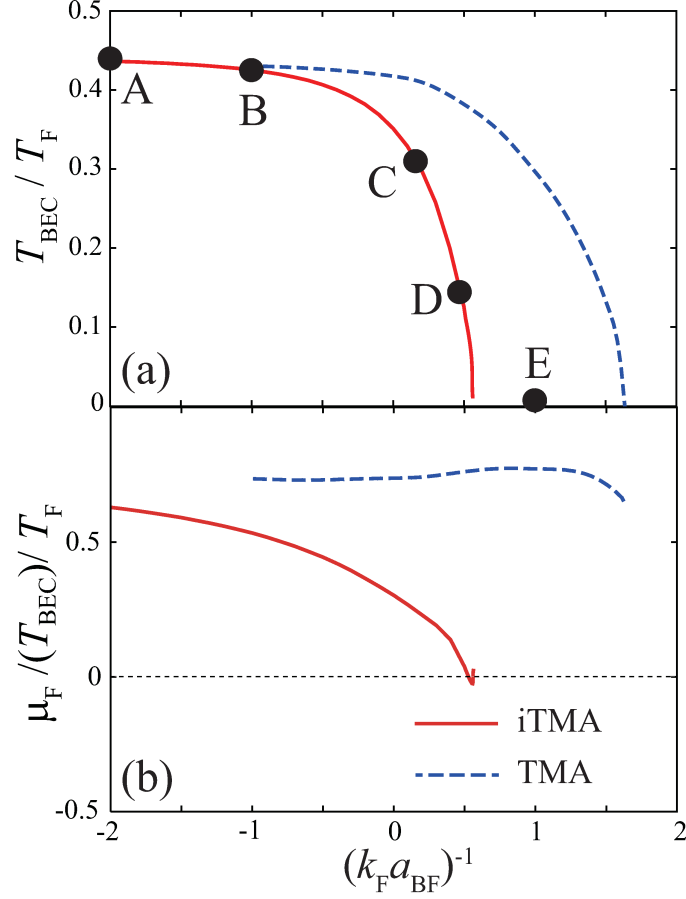 0.5
0.4
0.3
0.2
0.1
0
T_BEC / T_F
A
B
C
D
E
(a)
0.5
0
-0.5
μ_F /(T_BEC)/ T_F
iTMA
TMA
(b)
-2 -1 0 1 2
(k_F a_BF)^-1